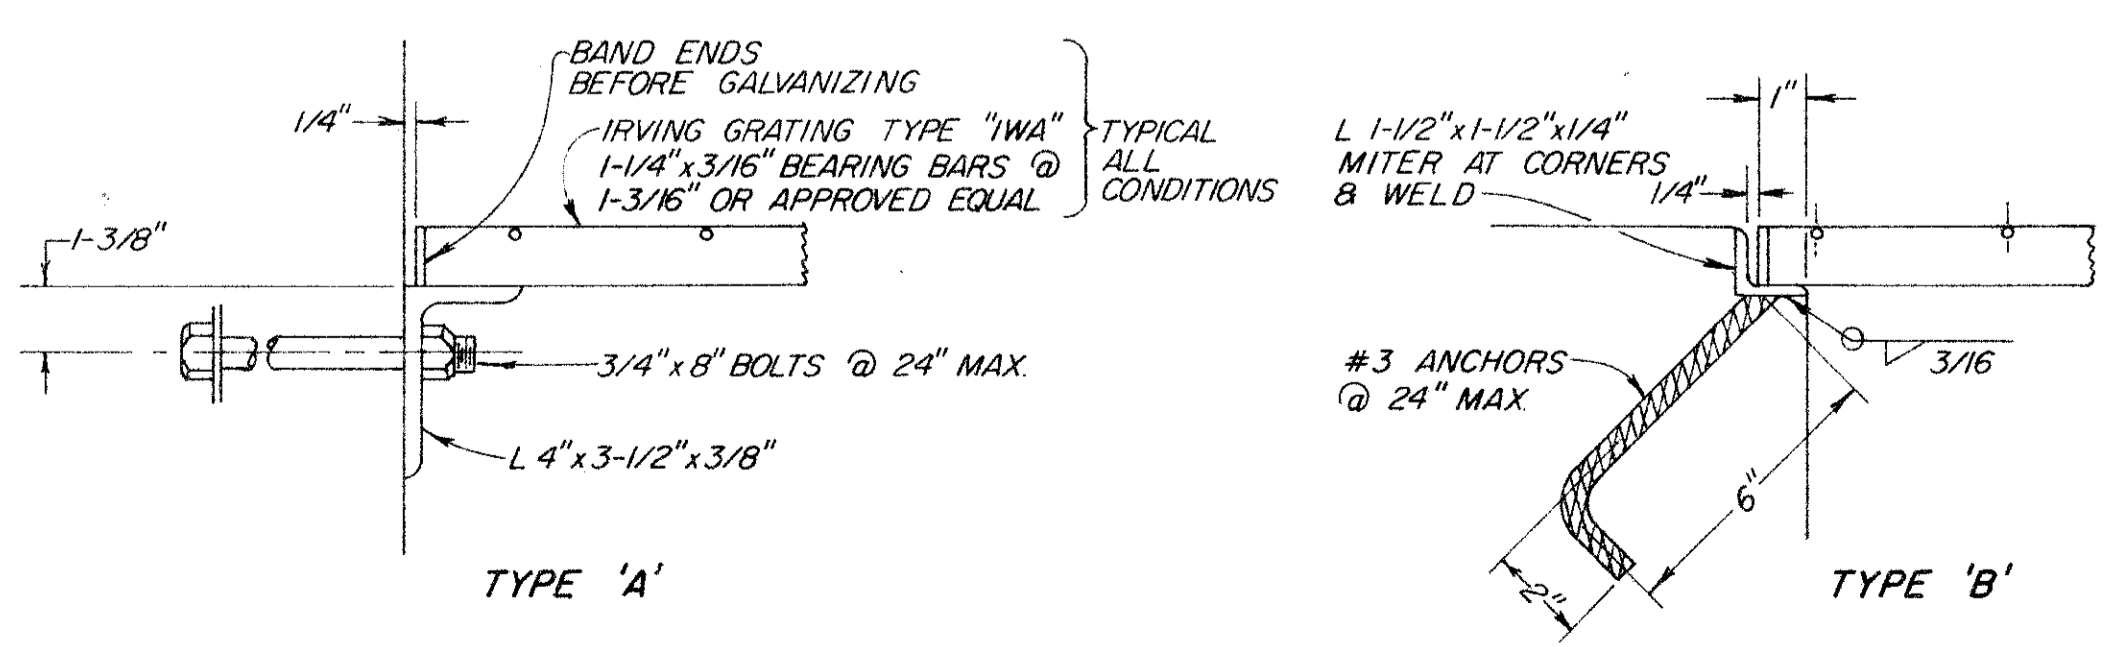 BAND ENDS
BEFORE GALVANIZING
1/4"
IRVING GRATING TYPE "IWA"
1-1/4"x3/16" BEARING BARS @
1-3/16" OR APPROVED EQUAL
TYPICAL
ALL
CONDITIONS
1-3/8"
3/4"x8" BOLTS @ 24" MAX.
L 4"x3-1/2"x3/8"
TYPE 'A'
1"
L 1-1/2"x1-1/2"x1/4"
MITER AT CORNERS
& WELD
1/4"
#3 ANCHORS
@ 24" MAX.
3/16
6"
2"
TYPE 'B'